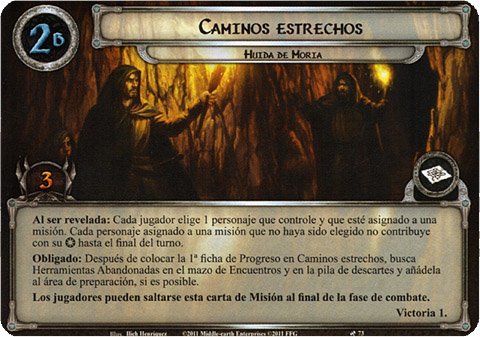 2B
Caminos estrechos
Huida de Moria
3
Al ser revelada: Cada jugador elige 1 personaje que controle y que esté asignado a una
misión. Cada personaje asignado a una misión que no haya sido elegido no contribuye
con su hasta el final del turno.
Obligado: Después de colocar la 1ª ficha de Progreso en Caminos estrechos, busca
Herramientas Abandonadas en el mazo de Encuentros y en la pila de descartes y añádela
al área de preparación, si es posible.
Los jugadores pueden saltarse esta carta de Misión al final de la fase de combate.
Victoria 1.
Illus. Ilich Henriquez ©2011 Middle-earth Enterprises ©2011 FFG 73